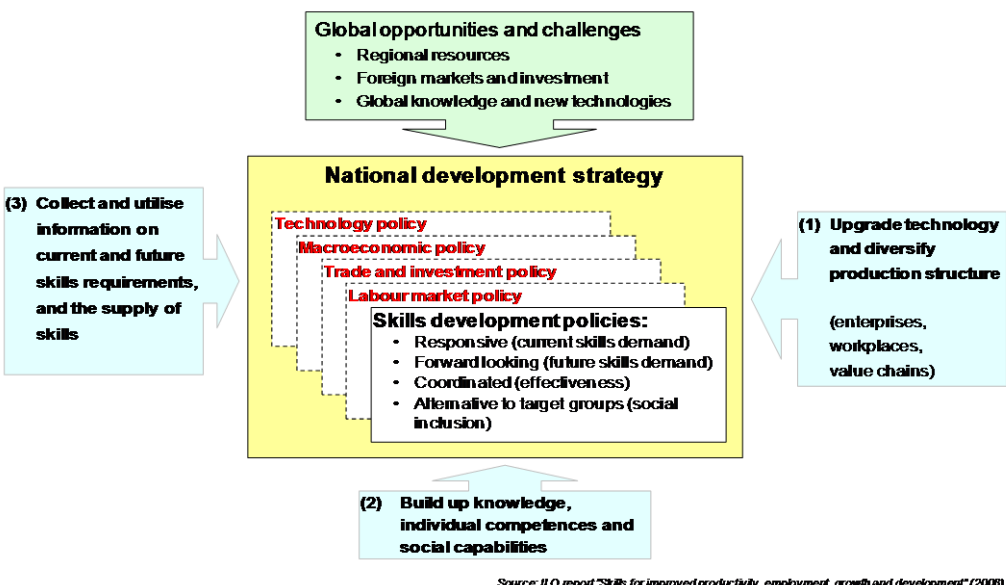 Global opportunities and challenges
• Regional resources
• Foreign markets and investment
• Global knowledge and new technologies
National development strategy
(3) Collect and utilise
information on
current and future
skills requirements,
and the supply of
skills
Technology policy
Macroeconomic policy
Trade and investment policy
Labour market policy
Skills development policies:
• Responsive (current skills demand)
• Forward looking (future skills demand)
• Coordinated (effectiveness)
• Alternative to target groups (social
inclusion)
(1) Upgrade technology
and diversify
production structure
(enterprises,
workplaces,
value chains)
(2) Build up knowledge,
individual competences and
social capabilities
Source: ILO report "Skills for improved productivity, employment, growth and development" (2008)